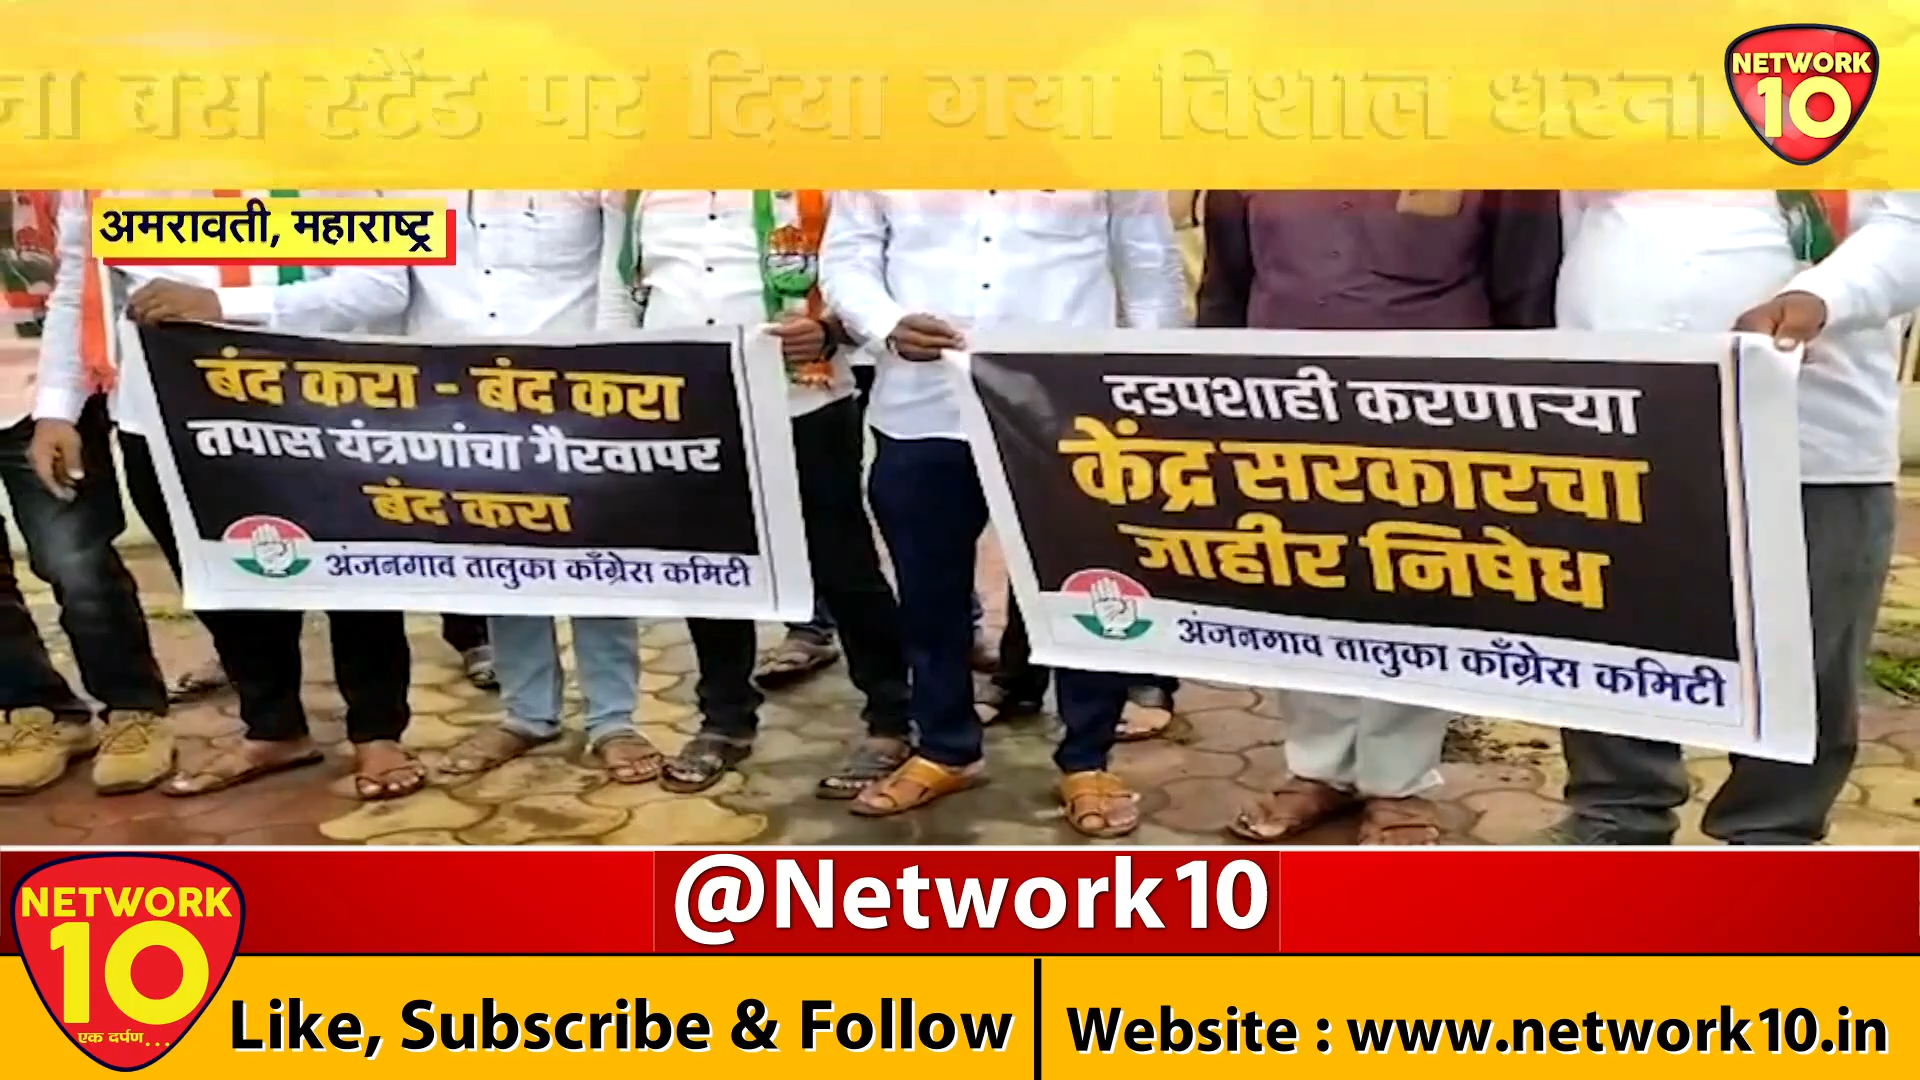 ना बस स्टैंड पर दिया गया विशाल धरना
NETWORK
10
अमरावती, महाराष्ट्र
बंद करा - बंद करा
तपास यंत्रणांचा गैरवापर
बंद करा
अंजनगाव तालुका काँग्रेस कमिटी
दडपशाही करणाऱ्या
केंद्र सरकारचा
जाहीर निषेध
अंजनगाव तालुका काँग्रेस कमिटी
@Network10
NETWORK
10
एक दर्पण...
Like, Subscribe & Follow
Website : www.network10.in